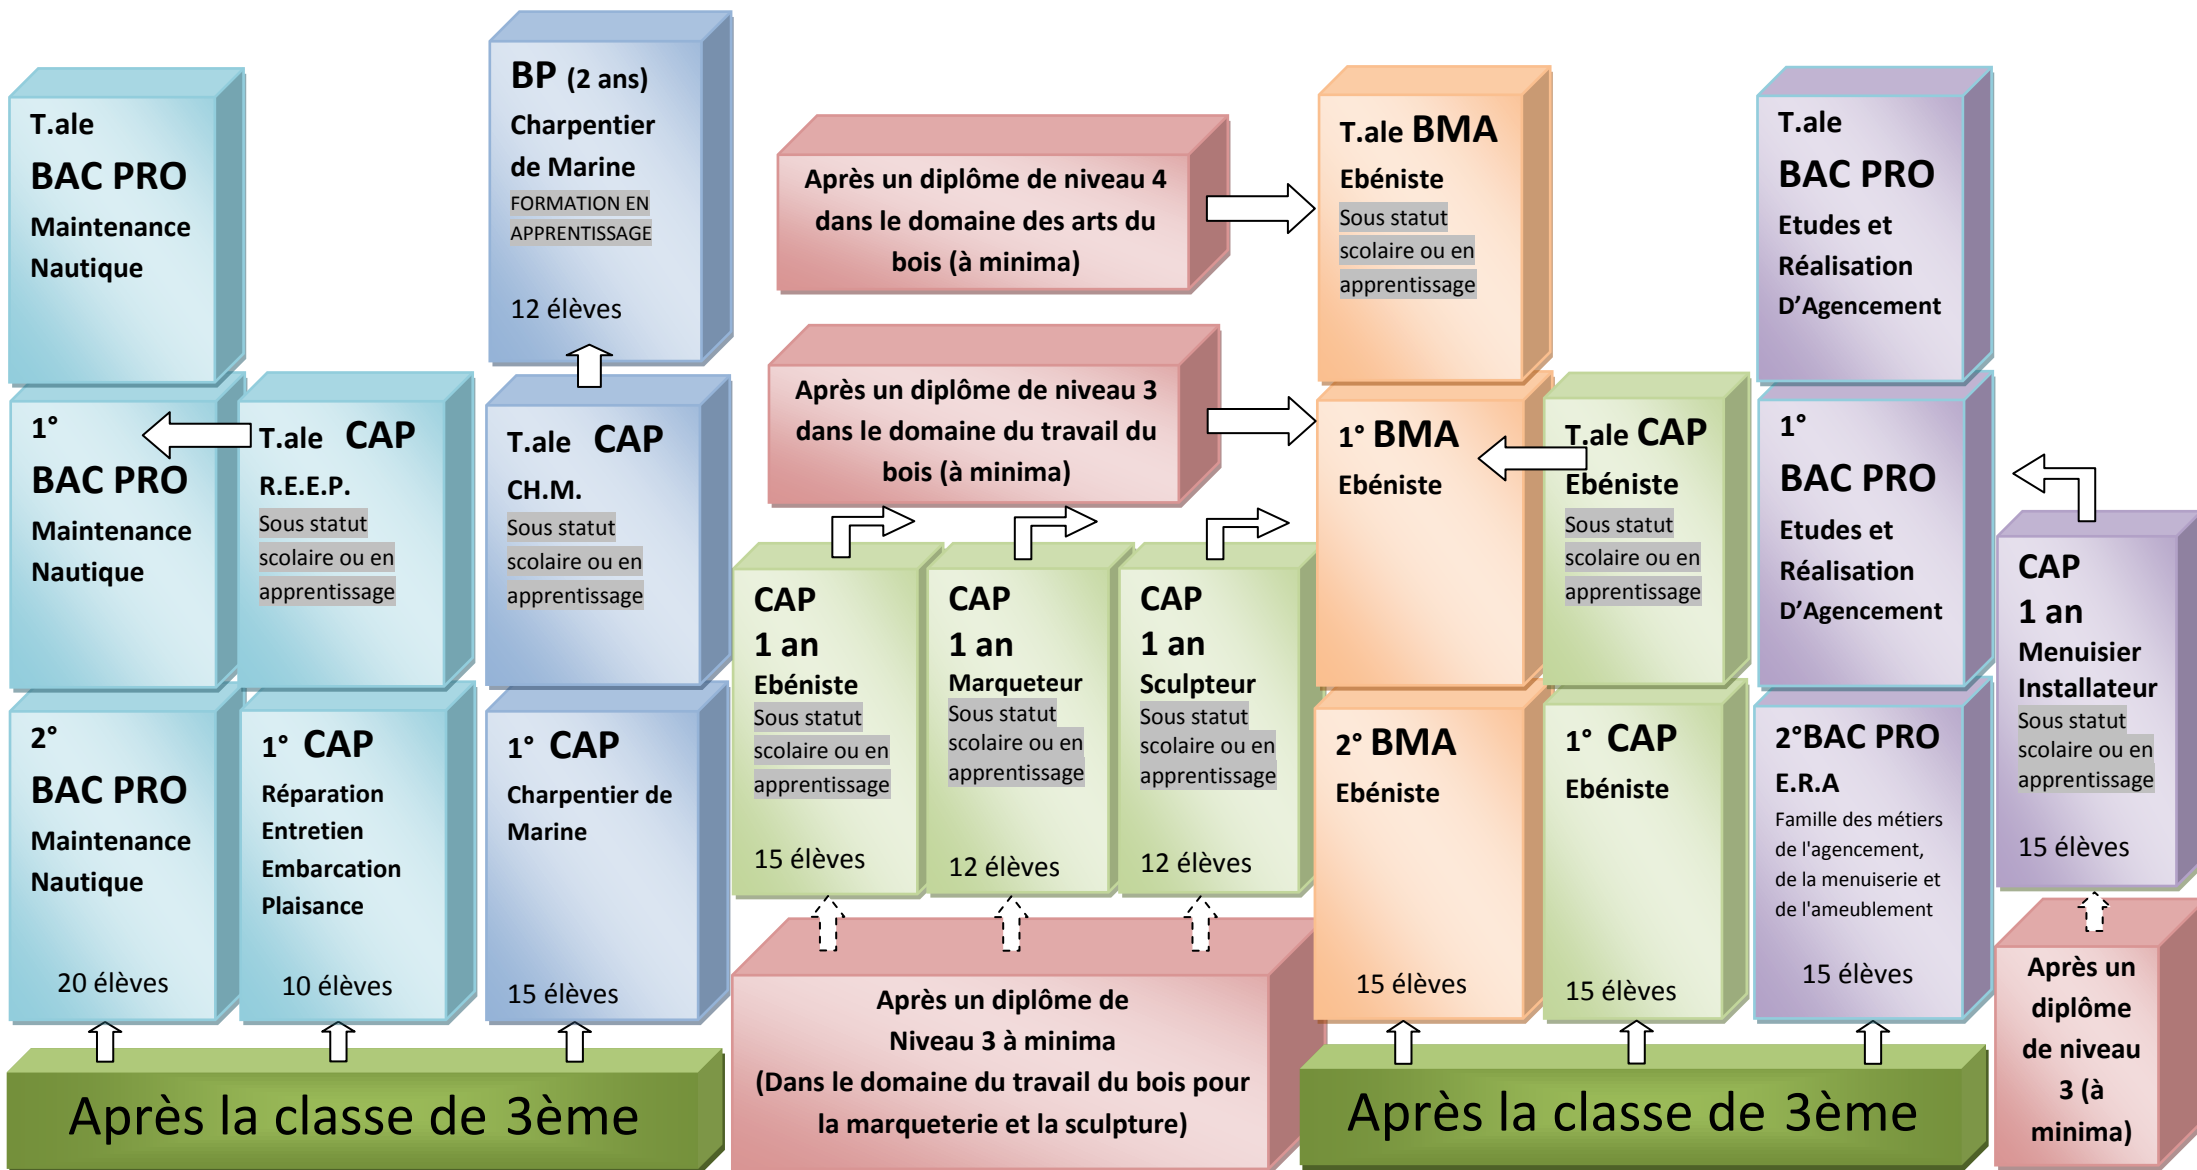 T.ale
BAC PRO
Maintenance
Nautique
1°
BAC PRO
Maintenance
Nautique
2°
BAC PRO
Maintenance
Nautique
20 élèves
T.ale CAP
R.E.E.P.
Sous statut
scolaire ou en
apprentissage
1° CAP
Réparation
Entretien
Embarcation
Plaisance
10 élèves
BP (2 ans)
Charpentier
de Marine
FORMATION EN
APPRENTISSAGE
12 élèves
T.ale CAP
CH.M.
Sous statut
scolaire ou en
apprentissage
1° CAP
Charpentier de
Marine
15 élèves
Après la classe de 3ème
Après un diplôme de niveau 4
dans le domaine des arts du
bois (à minima)
Après un diplôme de niveau 3
dans le domaine du travail du
bois (à minima)
CAP
1 an
Ebéniste
Sous statut
scolaire ou en
apprentissage
15 élèves
CAP
1 an
Marqueteur
Sous statut
scolaire ou en
apprentissage
12 élèves
CAP
1 an
Sculpteur
Sous statut
scolaire ou en
apprentissage
12 élèves
Après un diplôme de
Niveau 3 à minima
(Dans le domaine du travail du bois pour
la marqueterie et la sculpture)
T.ale BMA
Ebéniste
Sous statut
scolaire ou en
apprentissage
1° BMA
Ebéniste
2° BMA
Ebéniste
15 élèves
T.ale CAP
Ebéniste
Sous statut
scolaire ou en
apprentissage
1° CAP
Ebéniste
15 élèves
T.ale
BAC PRO
Etudes et
Réalisation
D'Agencement
1°
BAC PRO
Etudes et
Réalisation
D'Agencement
2°BAC PRO
E.R.A
Famille des métiers
de l'agencement,
de la menuiserie et
de l'ameublement
15 élèves
Après la classe de 3ème
CAP
1 an
Menuisier
Installateur
Sous statut
scolaire ou en
apprentissage
15 élèves
Après un
diplôme
de niveau
3 (à
minima)